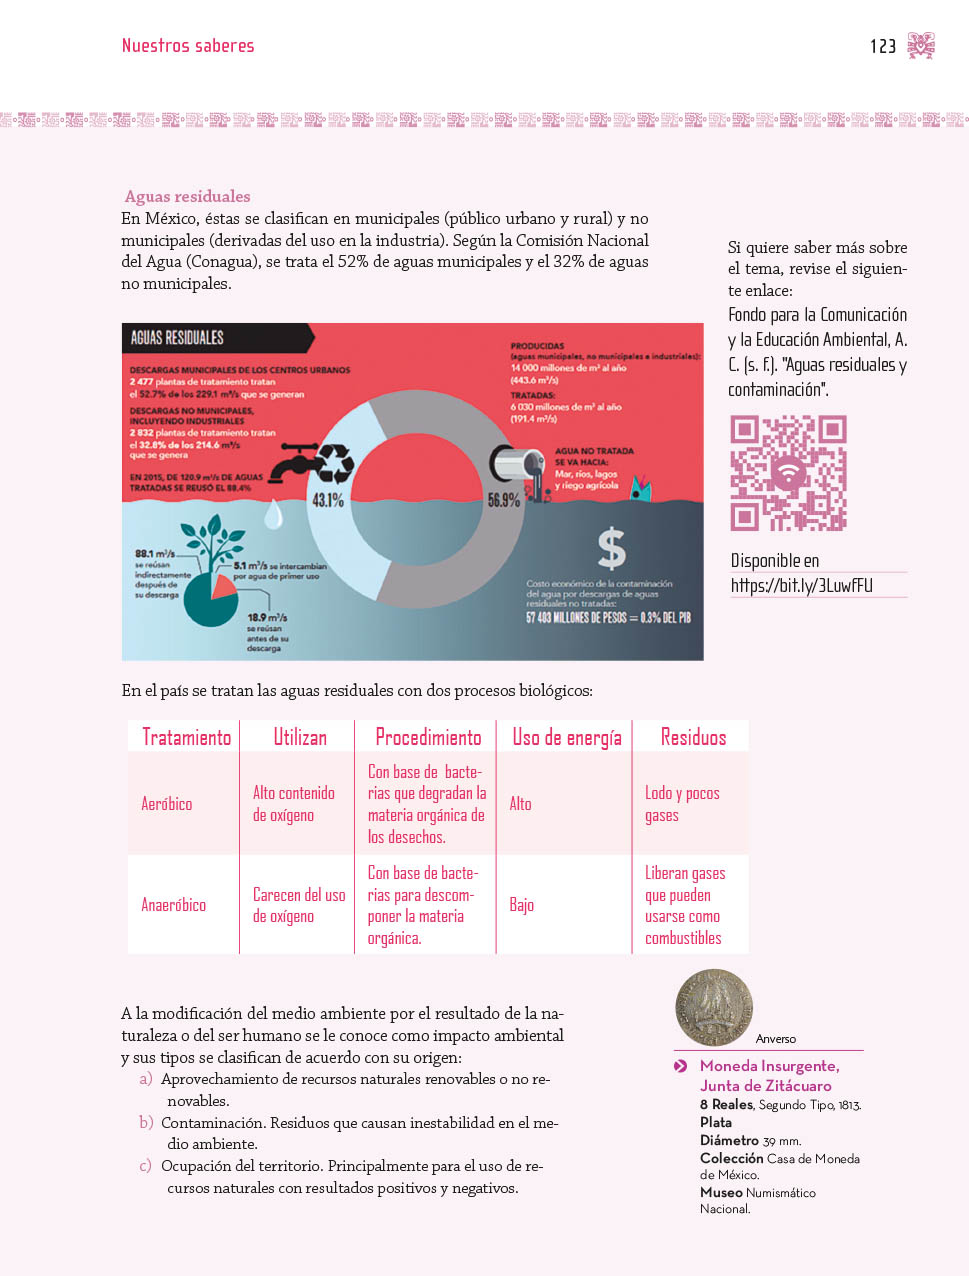 Nuestros saberes
123
Aguas residuales
En México, éstas se clasifican en municipales (público urbano y rural) y no
municipales (derivadas del uso en la industria). Según la Comisión Nacional
del Agua (Conagua), se trata el 52% de aguas municipales y el 32% de aguas
no municipales.
Si quiere saber más sobre
el tema, revise el siguien-
te enlace:
Fondo para la Comunicación
y la Educación Ambiental, A.
C. (s. f.). "Aguas residuales y
contaminación".
Disponible en
https://bit.ly/3LuwfFU
AGUAS RESIDUALES
DESCARGAS MUNICIPALES DE LOS CENTROS URBANOS
2 477 plantas de tratamiento tratan
el 52.7% de los 229.1 m³/s que se generan
DESCARGAS NO MUNICIPALES,
INCLUYENDO INDUSTRIALES
2 832 plantas de tratamiento tratan
el 32.8% de los 214.6 m³/s
que se genera
EN 2015, DE 120.9 m³/s DE AGUAS
TRATADAS SE REUSÓ EL 88.4%
PRODUCIDAS
(aguas municipales, no municipales e industriales):
14 000 millones de m³ al año
(443.6 m³/s)
TRATADAS:
6 030 millones de m³ al año
(191.4 m³/s)
AGUA NO TRATADA
SE VA HACIA:
Mar, ríos, lagos
y riego agrícola
43.1%
56.9%
88.1 m³/s
se reúsan
indirectamente
después de
su descarga
5.1 m³/s se intercambian
por agua de primer uso
18.9 m³/s
se reúsan
antes de su
descarga
$
Costo económico de la contaminación
del agua por descargas de aguas
residuales no tratadas:
57 403 MILLONES DE PESOS = 0.3% DEL PIB
En el país se tratan las aguas residuales con dos procesos biológicos:
Tratamiento Utilizan Procedimiento Uso de energía Residuos
Aeróbico
Alto contenido
de oxígeno
Con base de bacte-
rias que degradan la
materia orgánica de
los desechos.
Alto
Lodo y pocos
gases
Anaeróbico
Carecen del uso
de oxígeno
Con base de bacte-
rias para descom-
poner la materia
orgánica.
Bajo
Liberan gases
que pueden
usarse como
combustibles
A la modificación del medio ambiente por el resultado de la na-
turaleza o del ser humano se le conoce como impacto ambiental
y sus tipos se clasifican de acuerdo con su origen:
a) Aprovechamiento de recursos naturales renovables o no re-
novables.
b) Contaminación. Residuos que causan inestabilidad en el me-
dio ambiente.
c) Ocupación del territorio. Principalmente para el uso de re-
cursos naturales con resultados positivos y negativos.
Anverso
Moneda Insurgente,
Junta de Zitácuaro
8 Reales, Segundo Tipo, 1813.
Plata
Diámetro 39 mm.
Colección Casa de Moneda
de México.
Museo Numismático
Nacional.